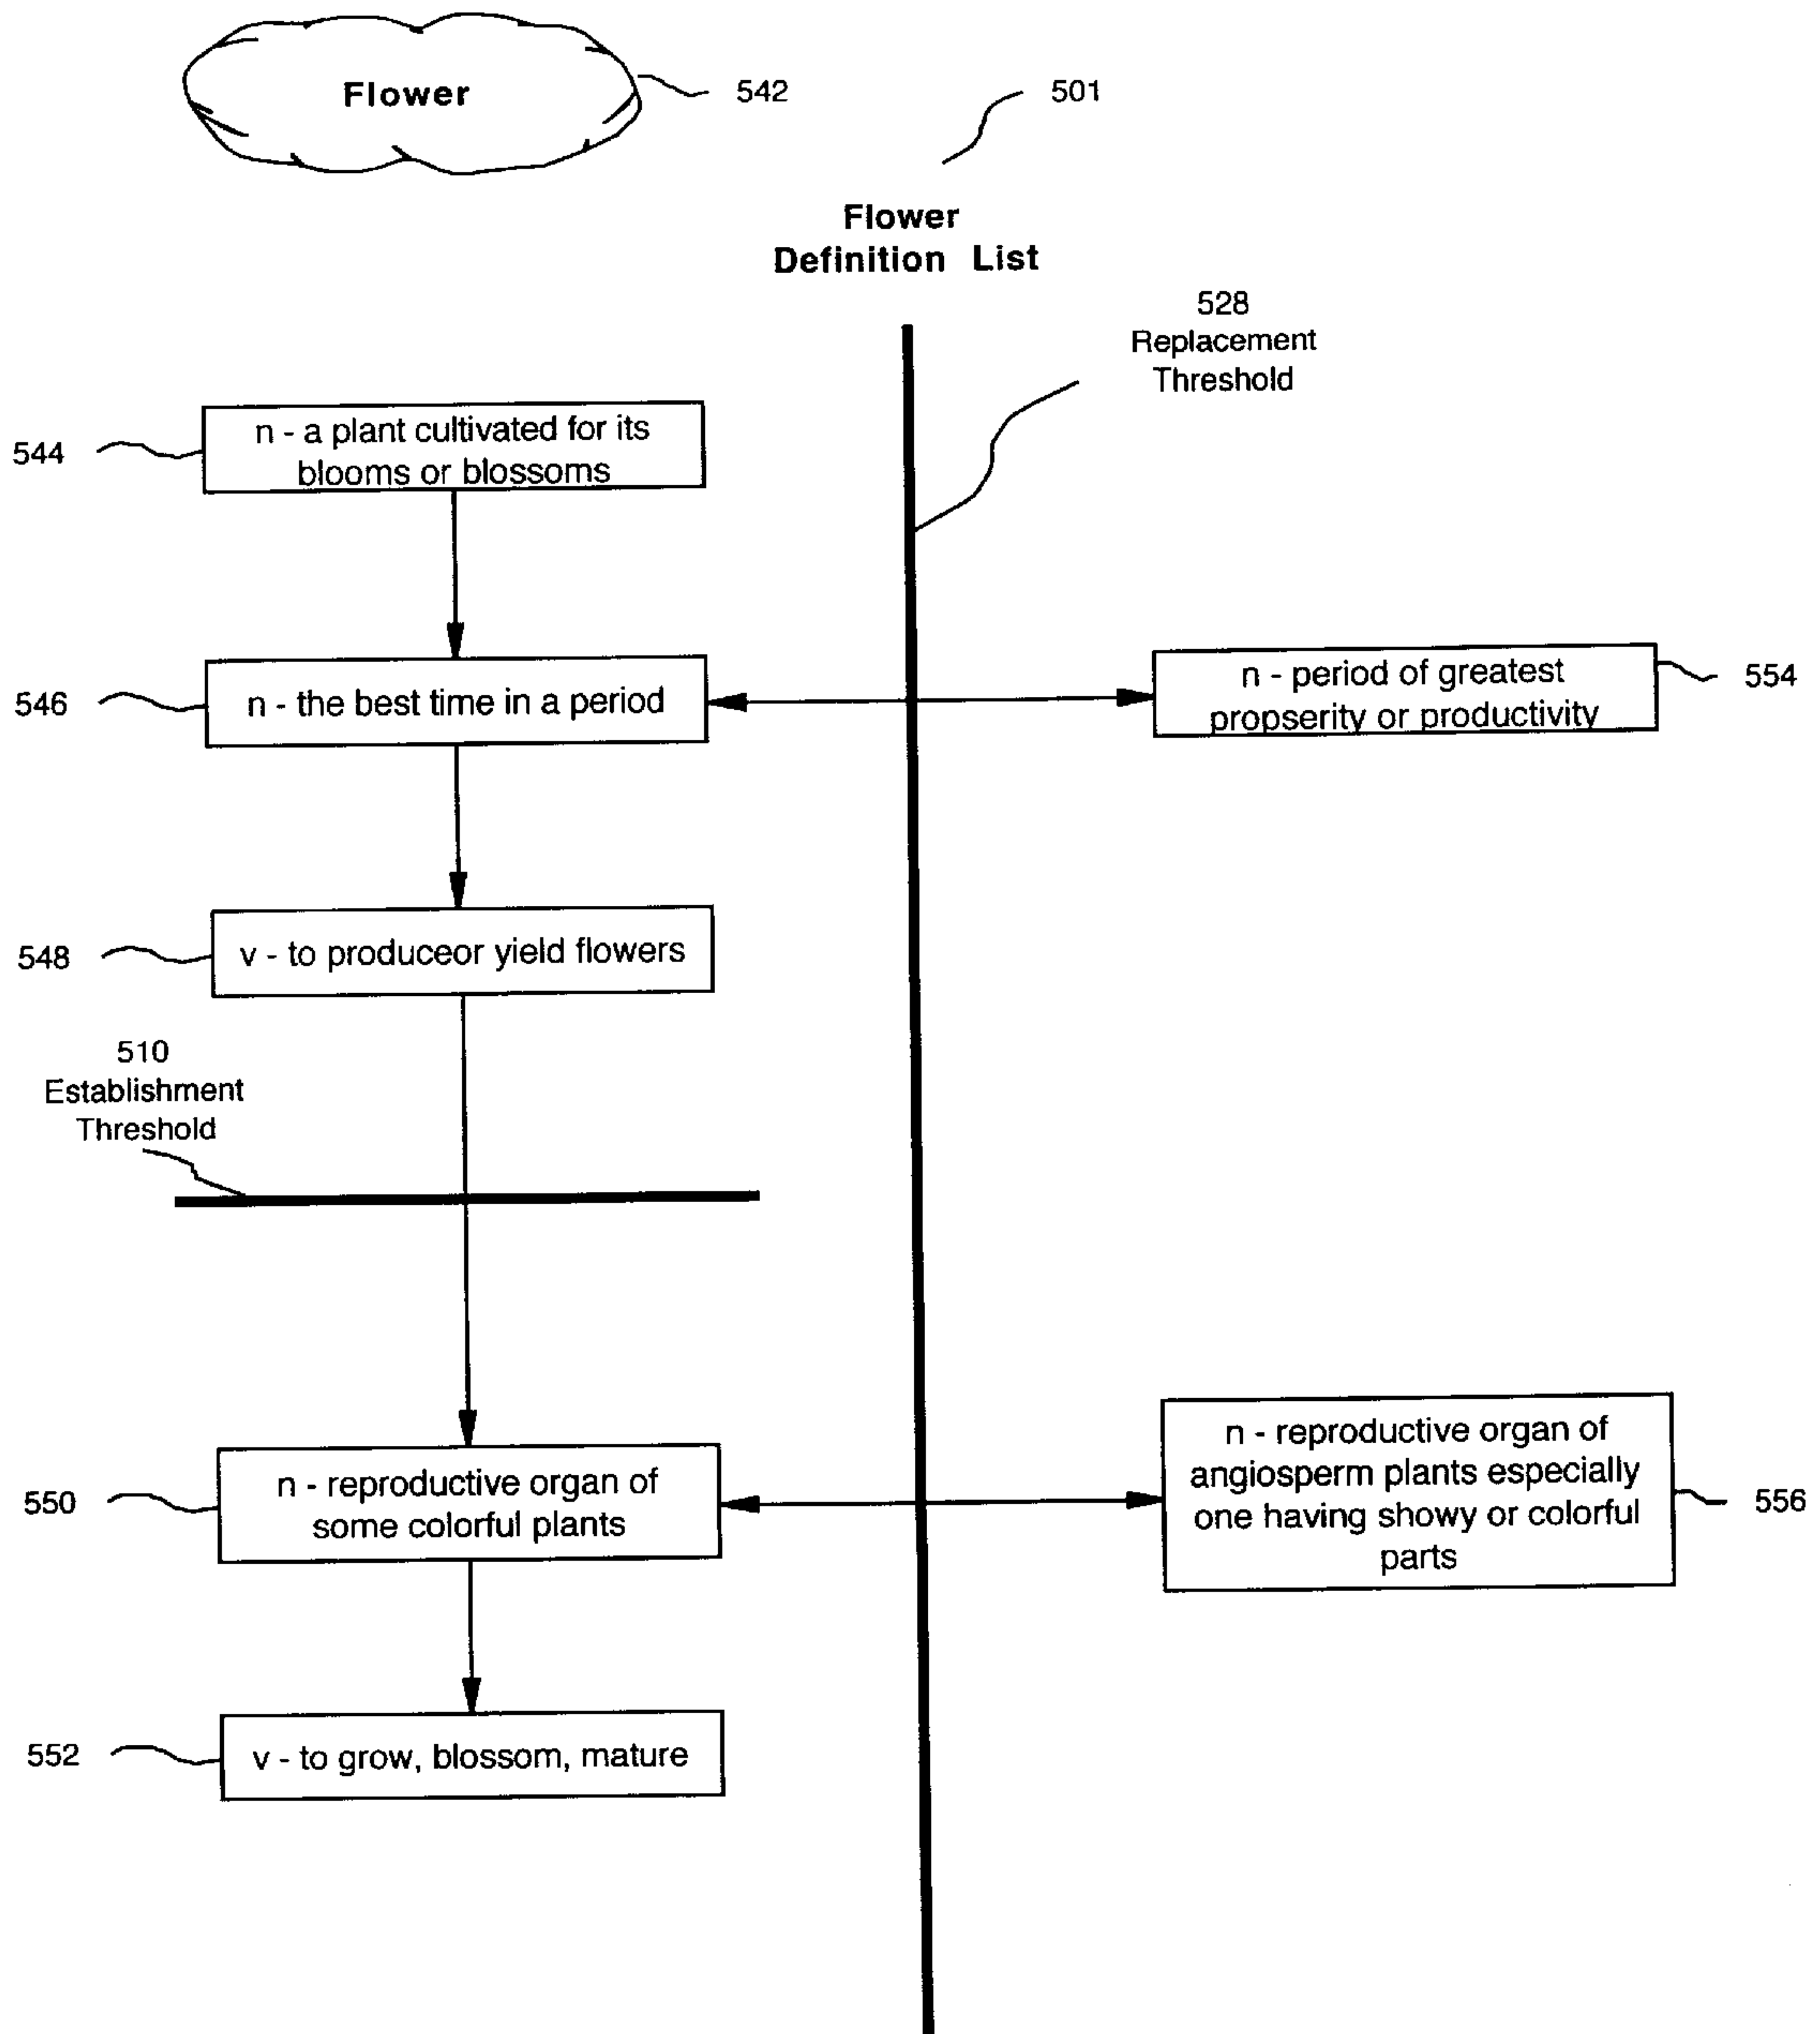 Flower
542
501
Flower
Definition List
528
Replacement
Threshold
544
n - a plant cultivated for its
blooms or blossoms
546
n - the best time in a period
n - period of greatest
propserity or productivity
554
548
v - to produceor yield flowers
510
Establishment
Threshold
550
n - reproductive organ of
some colorful plants
n - reproductive organ of
angiosperm plants especially
one having showy or colorful
parts
556
552
v - to grow, blossom, mature